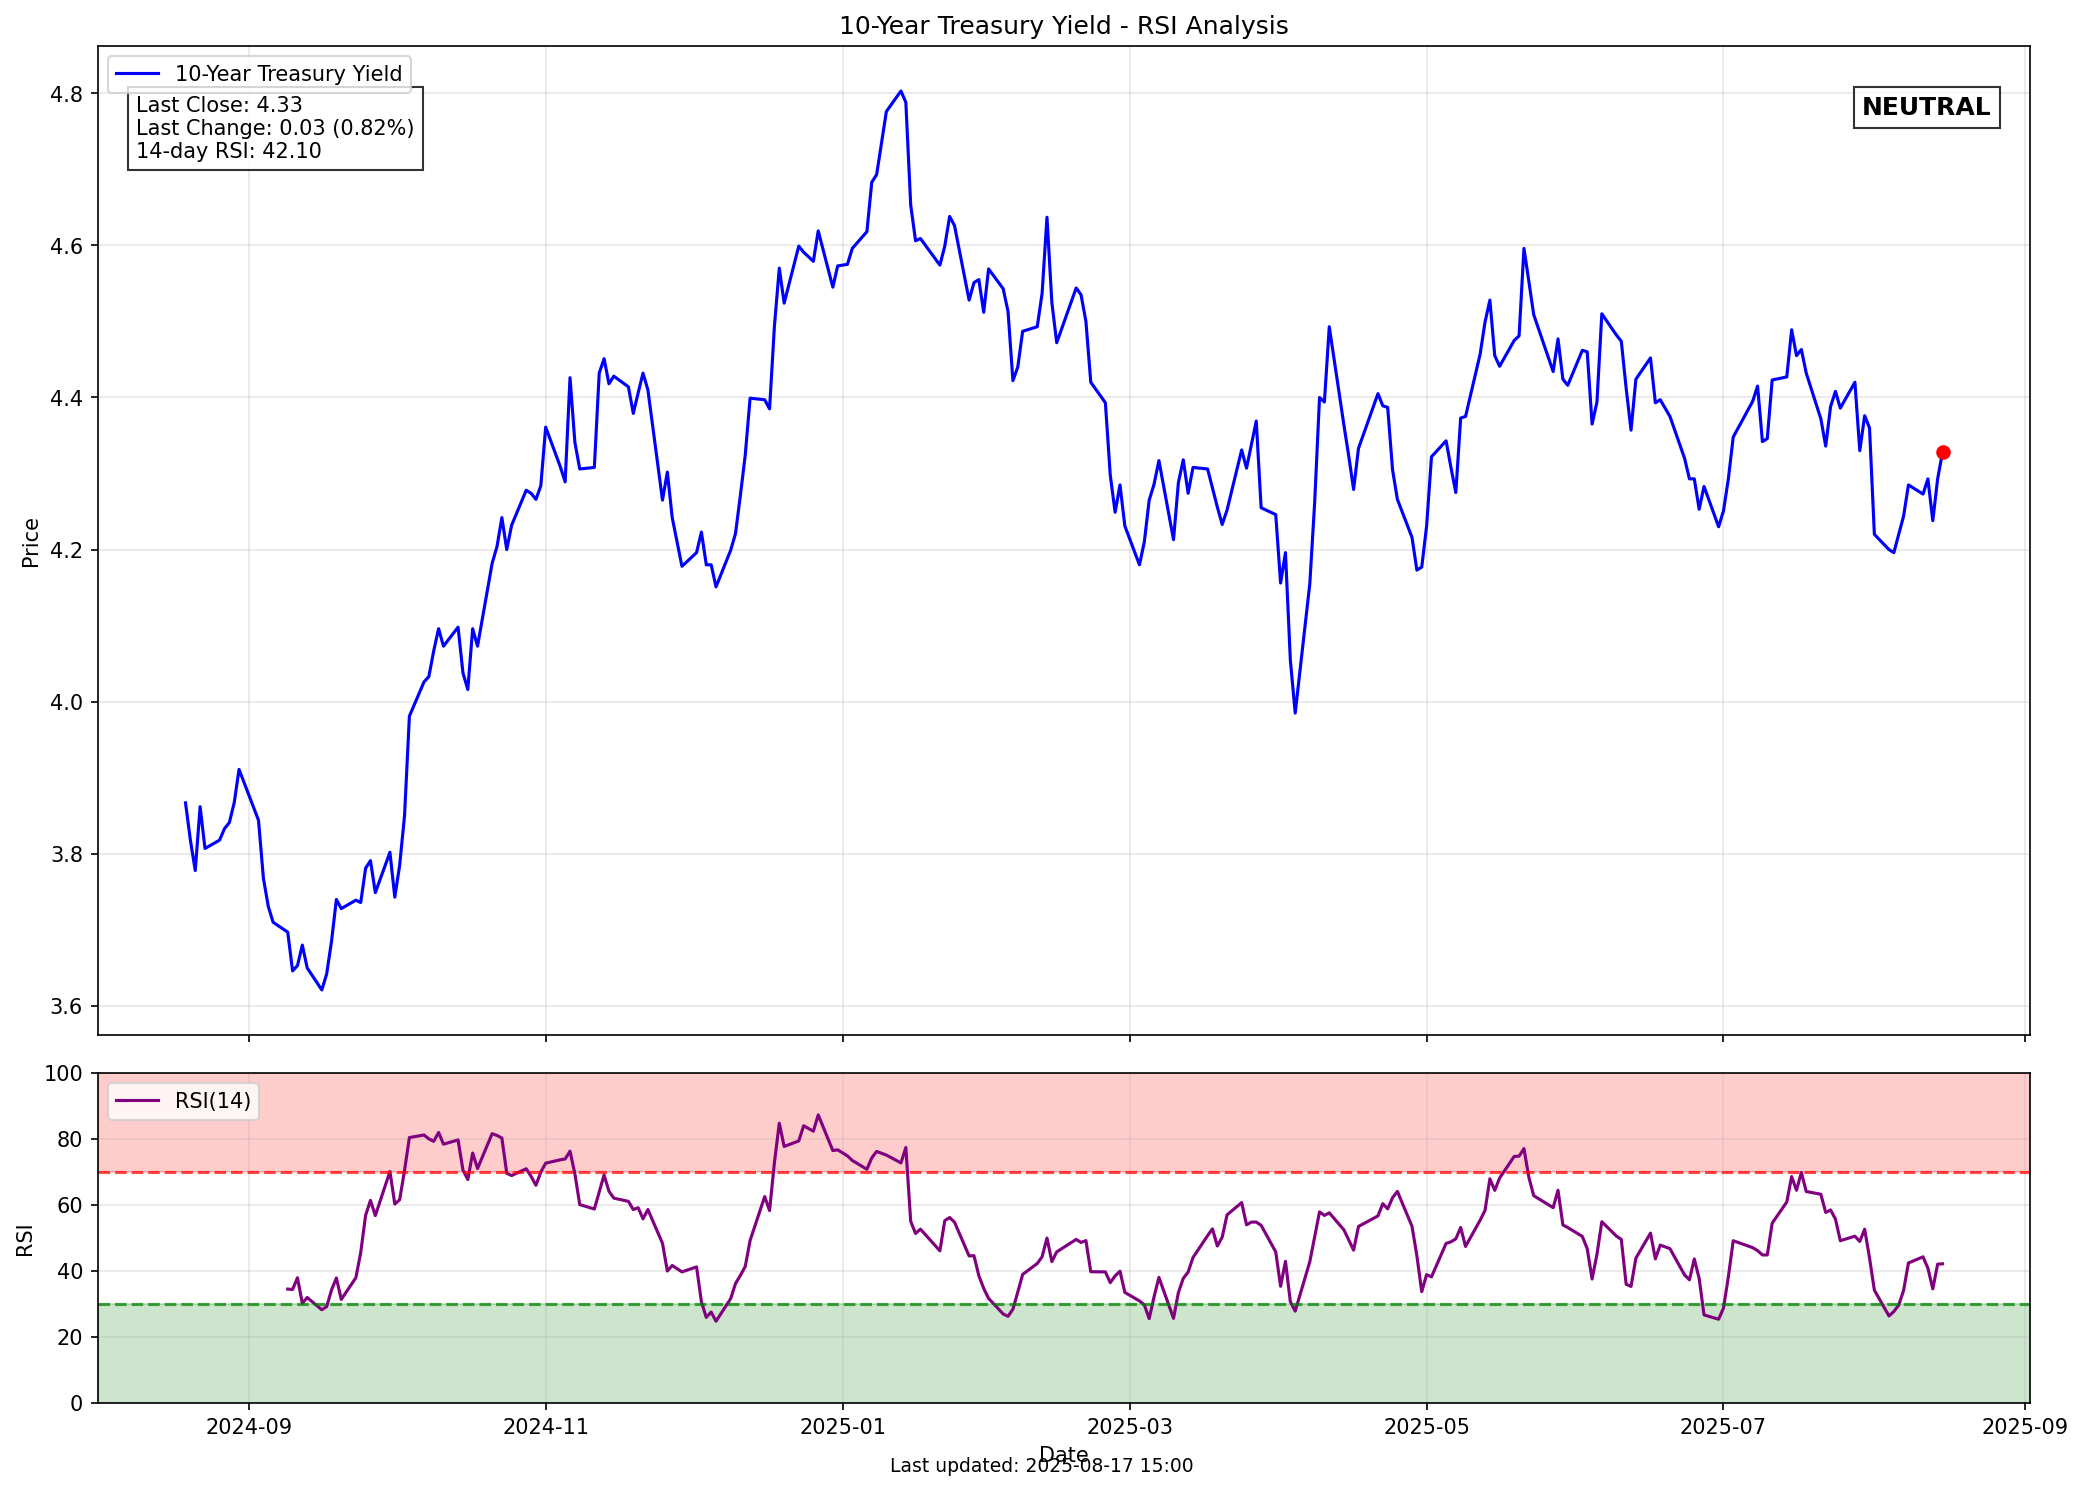 10-Year Treasury Yield - RSI Analysis
10-Year Treasury Yield
Last Close: 4.33
Last Change: 0.03 (0.82%)
14-day RSI: 42.10
NEUTRAL
Price
4.8
4.6
4.4
4.2
4.0
3.8
3.6
RSI(14)
RSI
100
80
60
40
20
0
2024-09 2024-11 2025-01 2025-03 2025-05 2025-07 2025-09
Date
Last updated: 2025-08-17 15:00